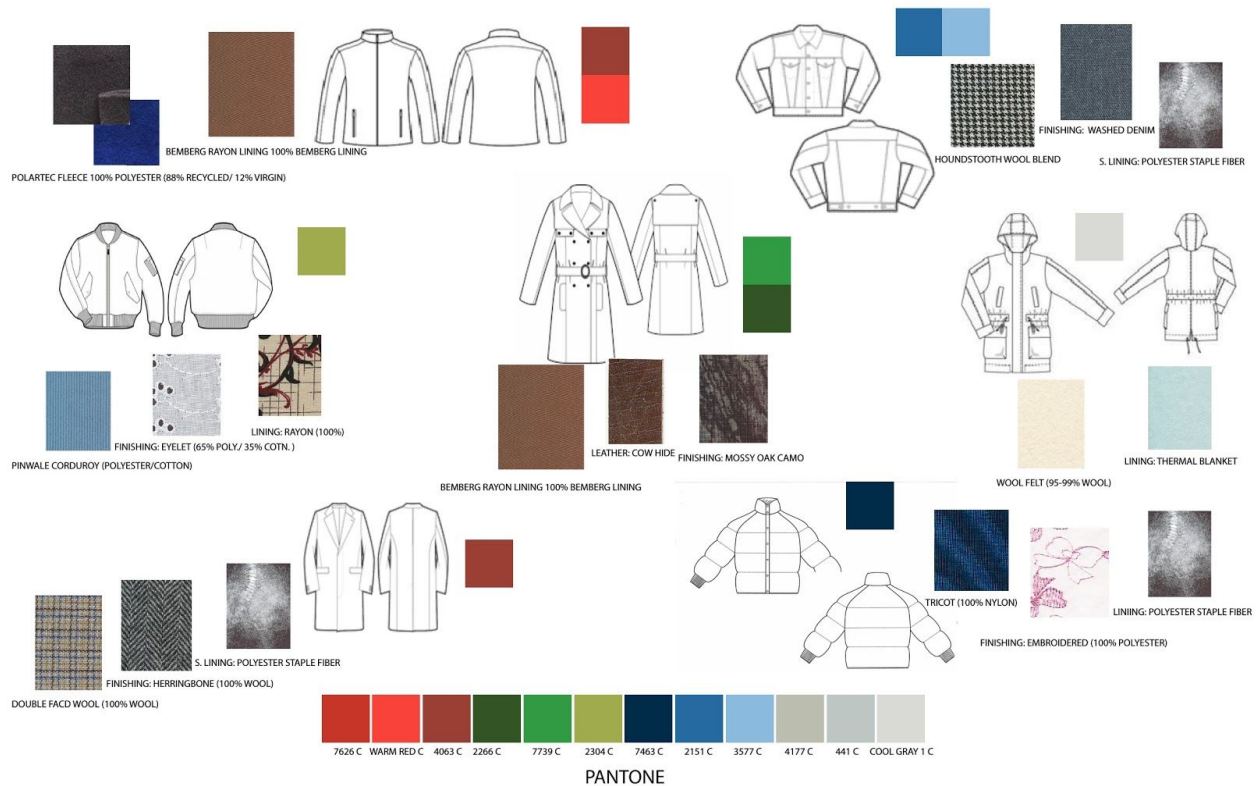 BEMBERG RAYON LINING 100% BEMBERG LINING
POLARTEC FLEECE 100% POLYESTER (88% RECYCLED/ 12% VIRGIN)
FINISHING: WASHED DENIM
HOUNDSTOOTH WOOL BLEND
S. LINING: POLYESTER STAPLE FIBER
LINING: RAYON (100%)
FINISHING: EYELET (65% POLY./ 35% COTN. )
PINWALE CORDUROY (POLYESTER/COTTON)
LEATHER: COW HIDE
FINISHING: MOSSY OAK CAMO
BEMBERG RAYON LINING 100% BEMBERG LINING
LINING: THERMAL BLANKET
WOOL FELT (95-99% WOOL)
S. LINING: POLYESTER STAPLE FIBER
FINISHING: HERRINGBONE (100% WOOL)
DOUBLE FACD WOOL (100% WOOL)
TRICOT (100% NYLON)
LINIING: POLYESTER STAPLE FIBER
FINISHING: EMBROIDERED (100% POLYESTER)
7626 C WARM RED C 4063 C 2266 C 7739 C 2304 C 7463 C 2151 C 3577 C 4177 C 441 C COOL GRAY 1 C
PANTONE